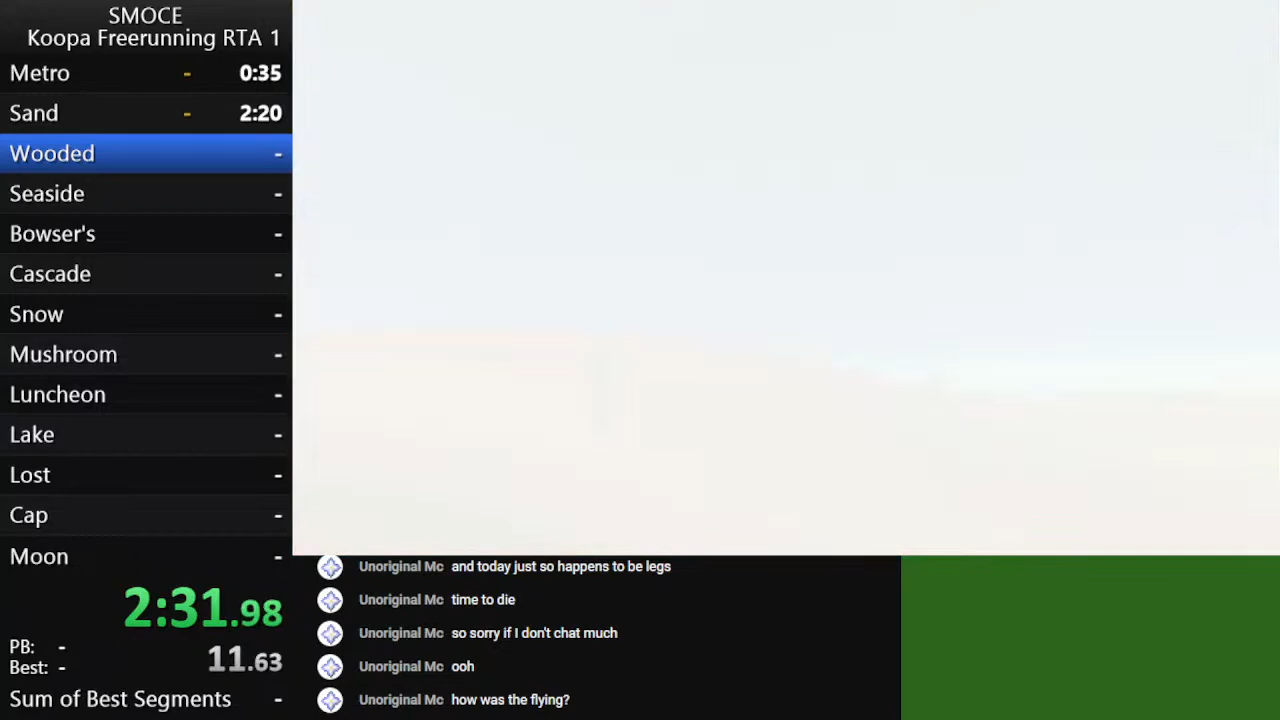 SMOCE
Koopa Freerunning RTA 1
Metro - 0:35
Sand - 2:20
Wooded -
Seaside -
Bowser's -
Cascade -
Snow -
Mushroom -
Luncheon -
Lake -
Lost -
Cap -
Moon -
2:31.98
PB: -
Best: -
11.63
Sum of Best Segments -
Unoriginal Mc and today just so happens to be legs
Unoriginal Mc time to die
Unoriginal Mc so sorry if I don't chat much
Unoriginal Mc ooh
Unoriginal Mc how was the flying?